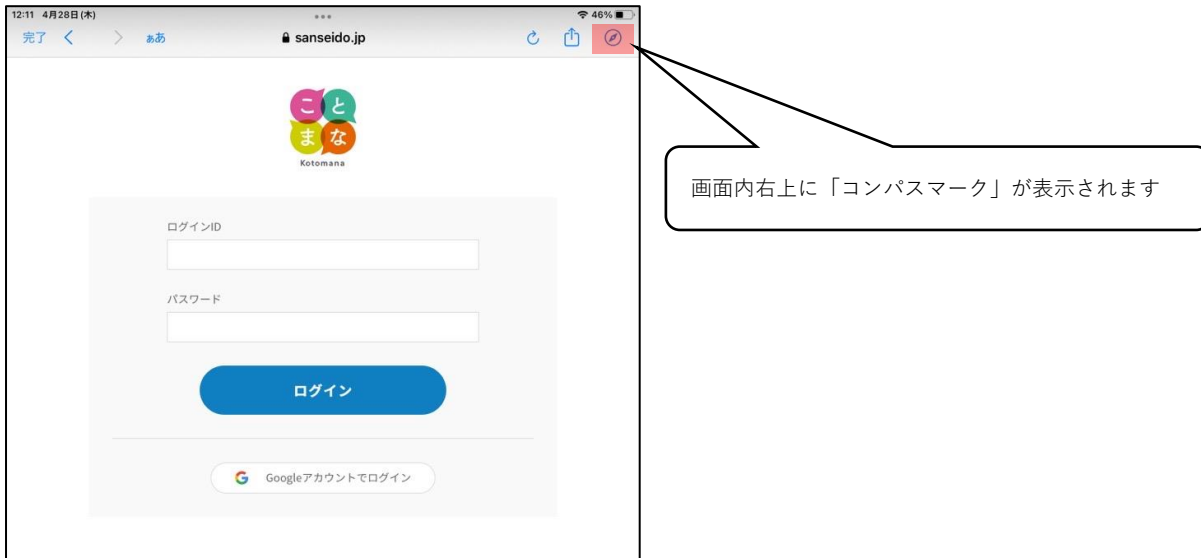 12:11 4月28日(木)
46%
完了
ぁあ
sanseido.jp
こと
まな
Kotomana
画面内右上に「コンパスマーク」が表示されます
ログインID
パスワード
ログイン
G Googleアカウントでログイン